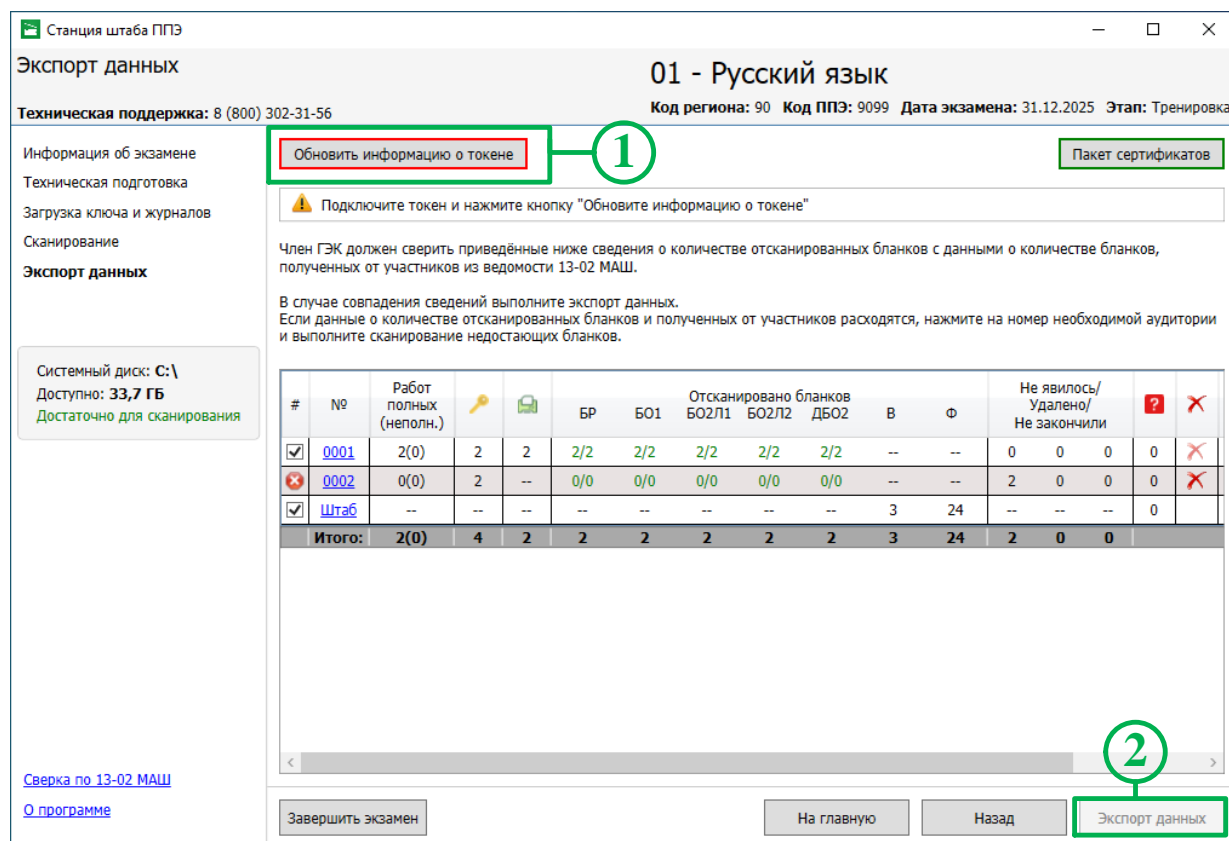 Станция штаба ППЭ
Экспорт данных
01 - Русский язык
Техническая поддержка: 8 (800) 302-31-56
Код региона: 90 Код ППЭ: 9099 Дата экзамена: 31.12.2025 Этап: Тренировка
Информация об экзамене
Техническая подготовка
Загрузка ключа и журналов
Сканирование
Экспорт данных
Системный диск: C:\
Доступно: 33,7 ГБ
Достаточно для сканирования
Сверка по 13-02 МАШ
О программе
Обновить информацию о токене
1
Пакет сертификатов
Подключите токен и нажмите кнопку "Обновите информацию о токене"
Член ГЭК должен сверить приведённые ниже сведения о количестве отсканированных бланков с данными о количестве бланков,
полученных от участников из ведомости 13-02 МАШ.
В случае совпадения сведений выполните экспорт данных.
Если данные о количестве отсканированных бланков и полученных от участников расходятся, нажмите на номер необходимой аудитории
и выполните сканирование недостающих бланков.
# № Работ полных (неполн.) Отсканировано бланков Не явилось/ Удалено/ Не закончили ?
БР БО1 БО2Л1 БО2Л2 ДБО2 В Ф
0001 2(0) 2 2 2/2 2/2 2/2 2/2 2/2 -- -- 0 0 0 0
0002 0(0) 2 -- 0/0 0/0 0/0 0/0 0/0 -- -- 2 0 0 0
Штаб -- -- -- -- -- -- -- -- 3 24 -- -- -- 0
Итого: 2(0) 4 2 2 2 2 2 2 3 24 2 0 0
2
Завершить экзамен
На главную
Назад
Экспорт данных